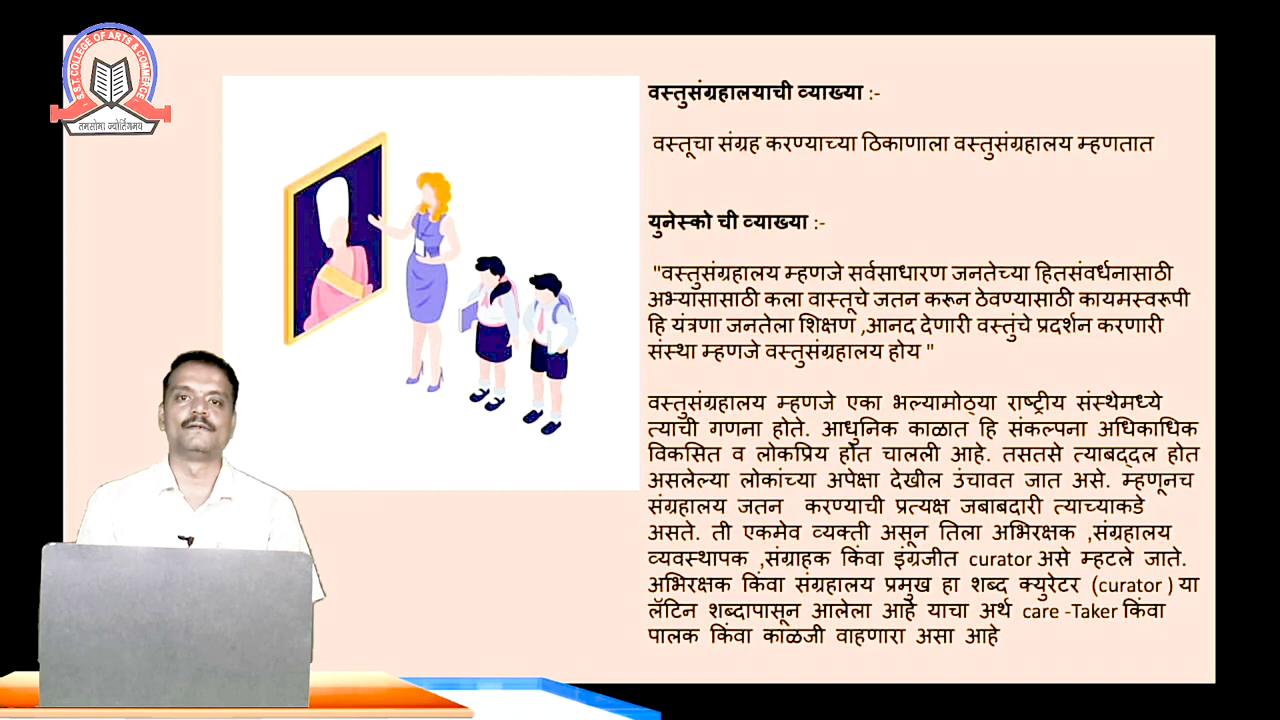 S.S.T. COLLEGE OF ARTS & COMMERCE
तमसोमा ज्योर्तिगमय
वस्तुसंग्रहालयाची व्याख्या :-
वस्तूचा संग्रह करण्याच्या ठिकाणाला वस्तुसंग्रहालय म्हणतात
युनेस्को ची व्याख्या :-
"वस्तुसंग्रहालय म्हणजे सर्वसाधारण जनतेच्या हितसंवर्धनासाठी
अभ्यासासाठी कला वास्तूचे जतन करून ठेवण्यासाठी कायमस्वरूपी
हि यंत्रणा जनतेला शिक्षण ,आनद देणारी वस्तुंचे प्रदर्शन करणारी
संस्था म्हणजे वस्तुसंग्रहालय होय "
वस्तुसंग्रहालय म्हणजे एका भल्यामोठ्या राष्ट्रीय संस्थेमध्ये
त्याची गणना होते. आधुनिक काळात हि संकल्पना अधिकाधिक
विकसित व लोकप्रिय होत चालली आहे. तसतसे त्याबद्दल होत
असलेल्या लोकांच्या अपेक्षा देखील उंचावत जात असे. म्हणूनच
संग्रहालय जतन करण्याची प्रत्यक्ष जबाबदारी त्याच्याकडे
असते. ती एकमेव व्यक्ती असून तिला अभिरक्षक ,संग्रहालय
व्यवस्थापक ,संग्राहक किंवा इंग्रजीत curator असे म्हटले जाते.
अभिरक्षक किंवा संग्रहालय प्रमुख हा शब्द क्युरेटर (curator ) या
लॅटिन शब्दापासून आलेला आहे याचा अर्थ care -Taker किंवा
पालक किंवा काळजी वाहणारा असा आहे